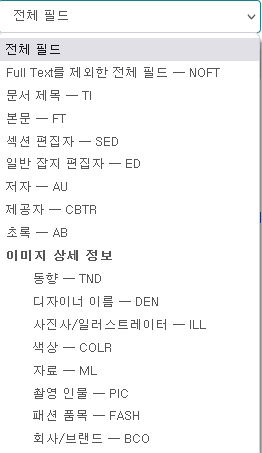 전체 필드
전체 필드
Full Text를 제외한 전체 필드 — NOFT
문서 제목 — TI
본문 — FT
섹션 편집자 — SED
일반 잡지 편집자 — ED
저자 — AU
제공자 — CBTR
초록 — AB
이미지 상세 정보
동향 — TND
디자이너 이름 — DEN
사진사/일러스트레이터 — ILL
색상 — COLR
자료 — ML
촬영 인물 — PIC
패션 품목 — FASH
회사/브랜드 — BCO